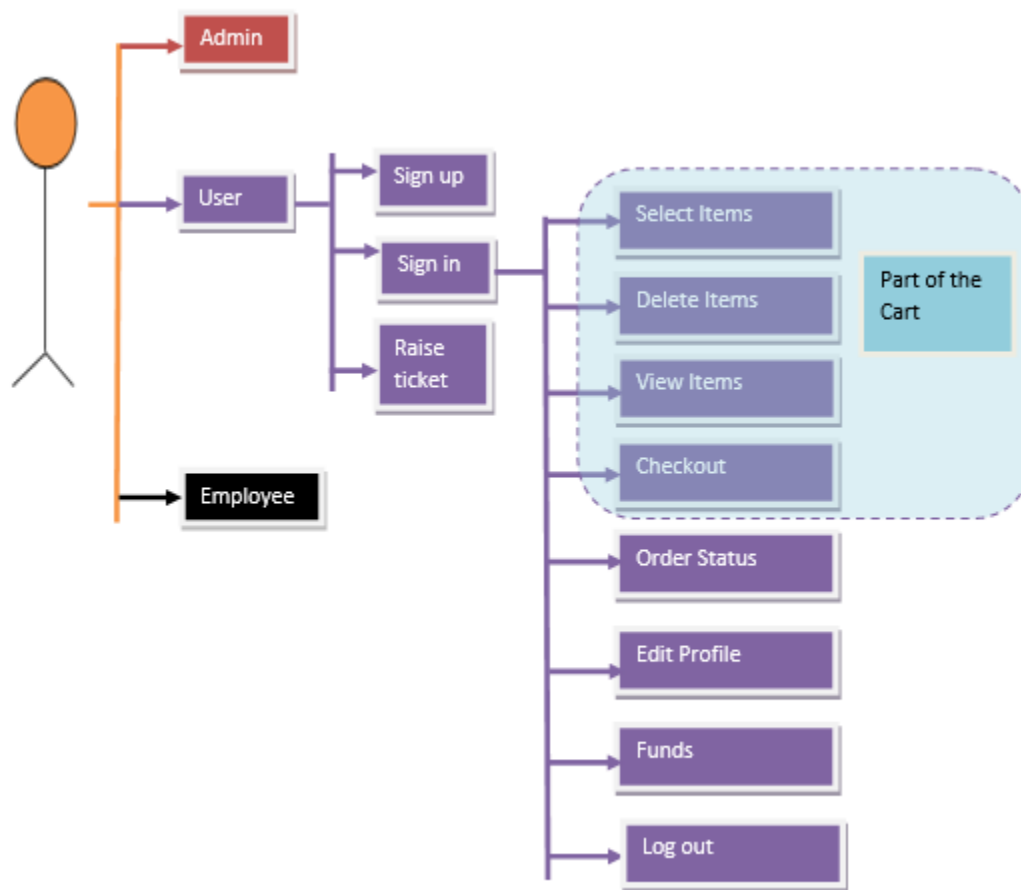 Admin
User
Employee
Sign up
Sign in
Raise
ticket
Select Items
Delete Items
View Items
Checkout
Part of the
Cart
Order Status
Edit Profile
Funds
Log out